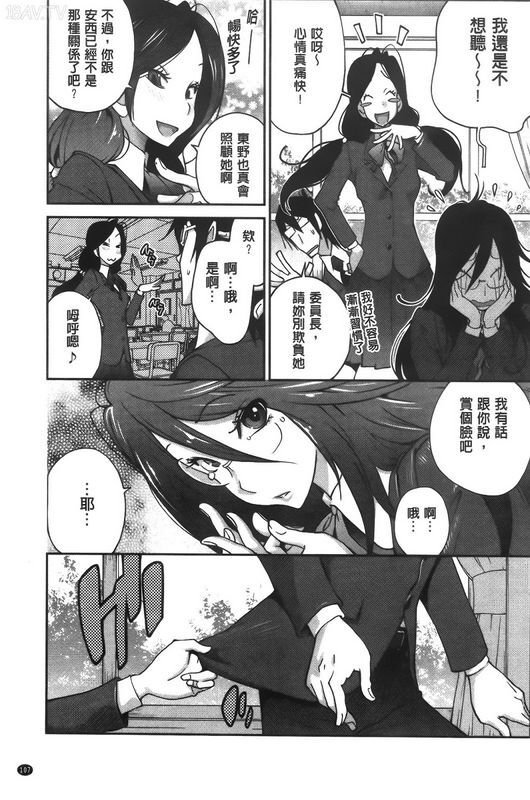 我還是不
想聽～～！
哎呀～
心情真痛快！
我好不容易
漸漸習慣了
委員長，
請妳別欺負她
哈～
暢快多了
東野也真會
照顧她啊
不過，你跟
安西已經不是
那種關係了吧？
欸？
啊…哦，
是啊…
呣呼嗯♪
我有話
跟你說，
賞個臉吧
啊…
哦…
…耶…
107
18AV.TV